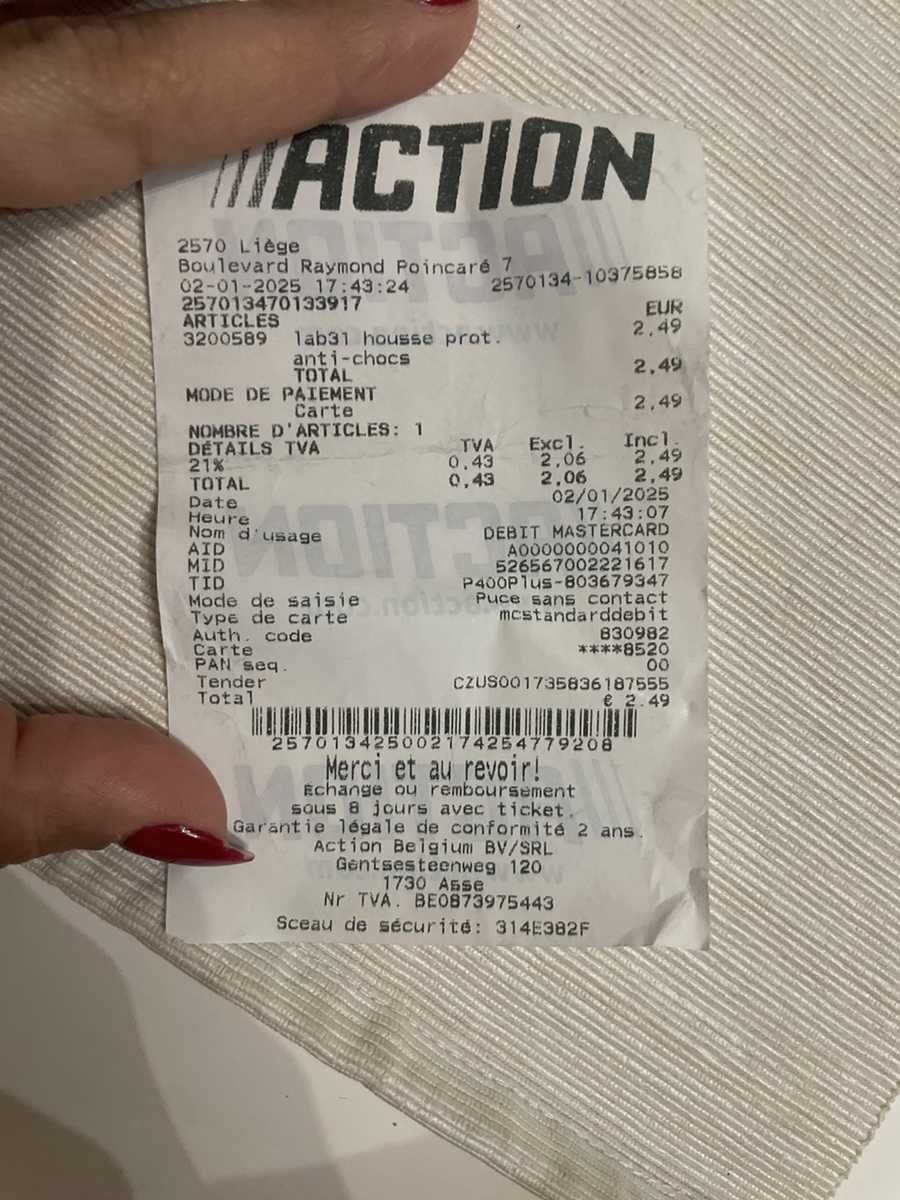 ACTION
2570 Liège
Boulevard Raymond Poincaré 7
02-01-2025 17:43:24 2570134-10375858
257013470133917 EUR
ARTICLES 2,49
3200589 lab31 housse prot.
anti-chocs 2,49
TOTAL
MODE DE PAIEMENT 2,49
Carte
NOMBRE D'ARTICLES: 1
DÉTAILS TVA TVA Excl. Incl.
21% 0,43 2,06 2,49
TOTAL 0,43 2,06 2,49
Date 02/01/2025
Heure 17:43:07
Nom d'usage DEBIT MASTERCARD
AID A0000000041010
MID 526567002221617
TID P400Plus-803679347
Mode de saisie Puce sans contact
Type de carte mcstandarddebit
Auth. code 830982
Carte ****8520
PAN seq. 00
Tender CZUS001735836187555
Total € 2.49
257013425002174254779208
Merci et au revoir!
Échange ou remboursement
sous 8 jours avec ticket.
Garantie légale de conformité 2 ans.
Action Belgium BV/SRL
Gentsesteenweg 120
1730 Asse
Nr TVA. BE0873975443
Sceau de sécurité: 314E382F